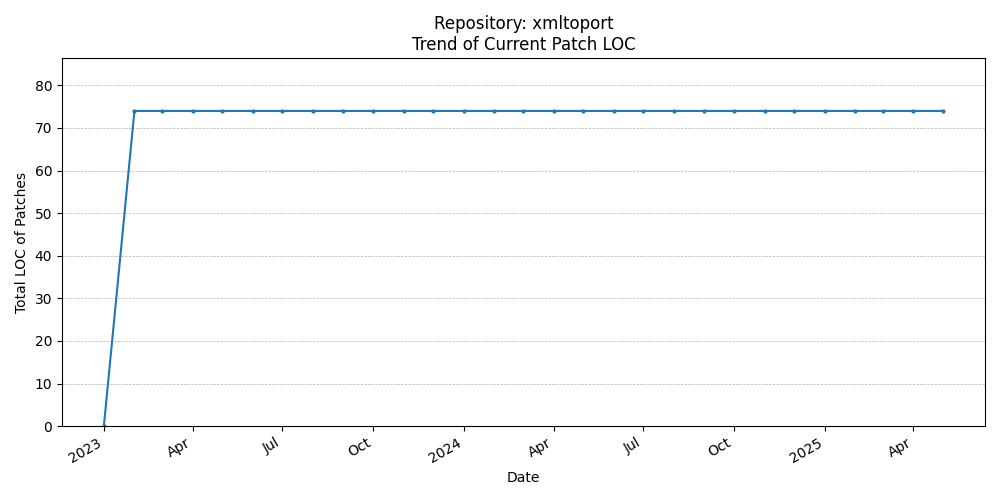 Repository: xmltoport
Trend of Current Patch LOC
Total LOC of Patches
80
70
60
50
40
30
20
10
0
2023
Apr
Jul
Oct
2024
Apr
Jul
Oct
2025
Apr
Date